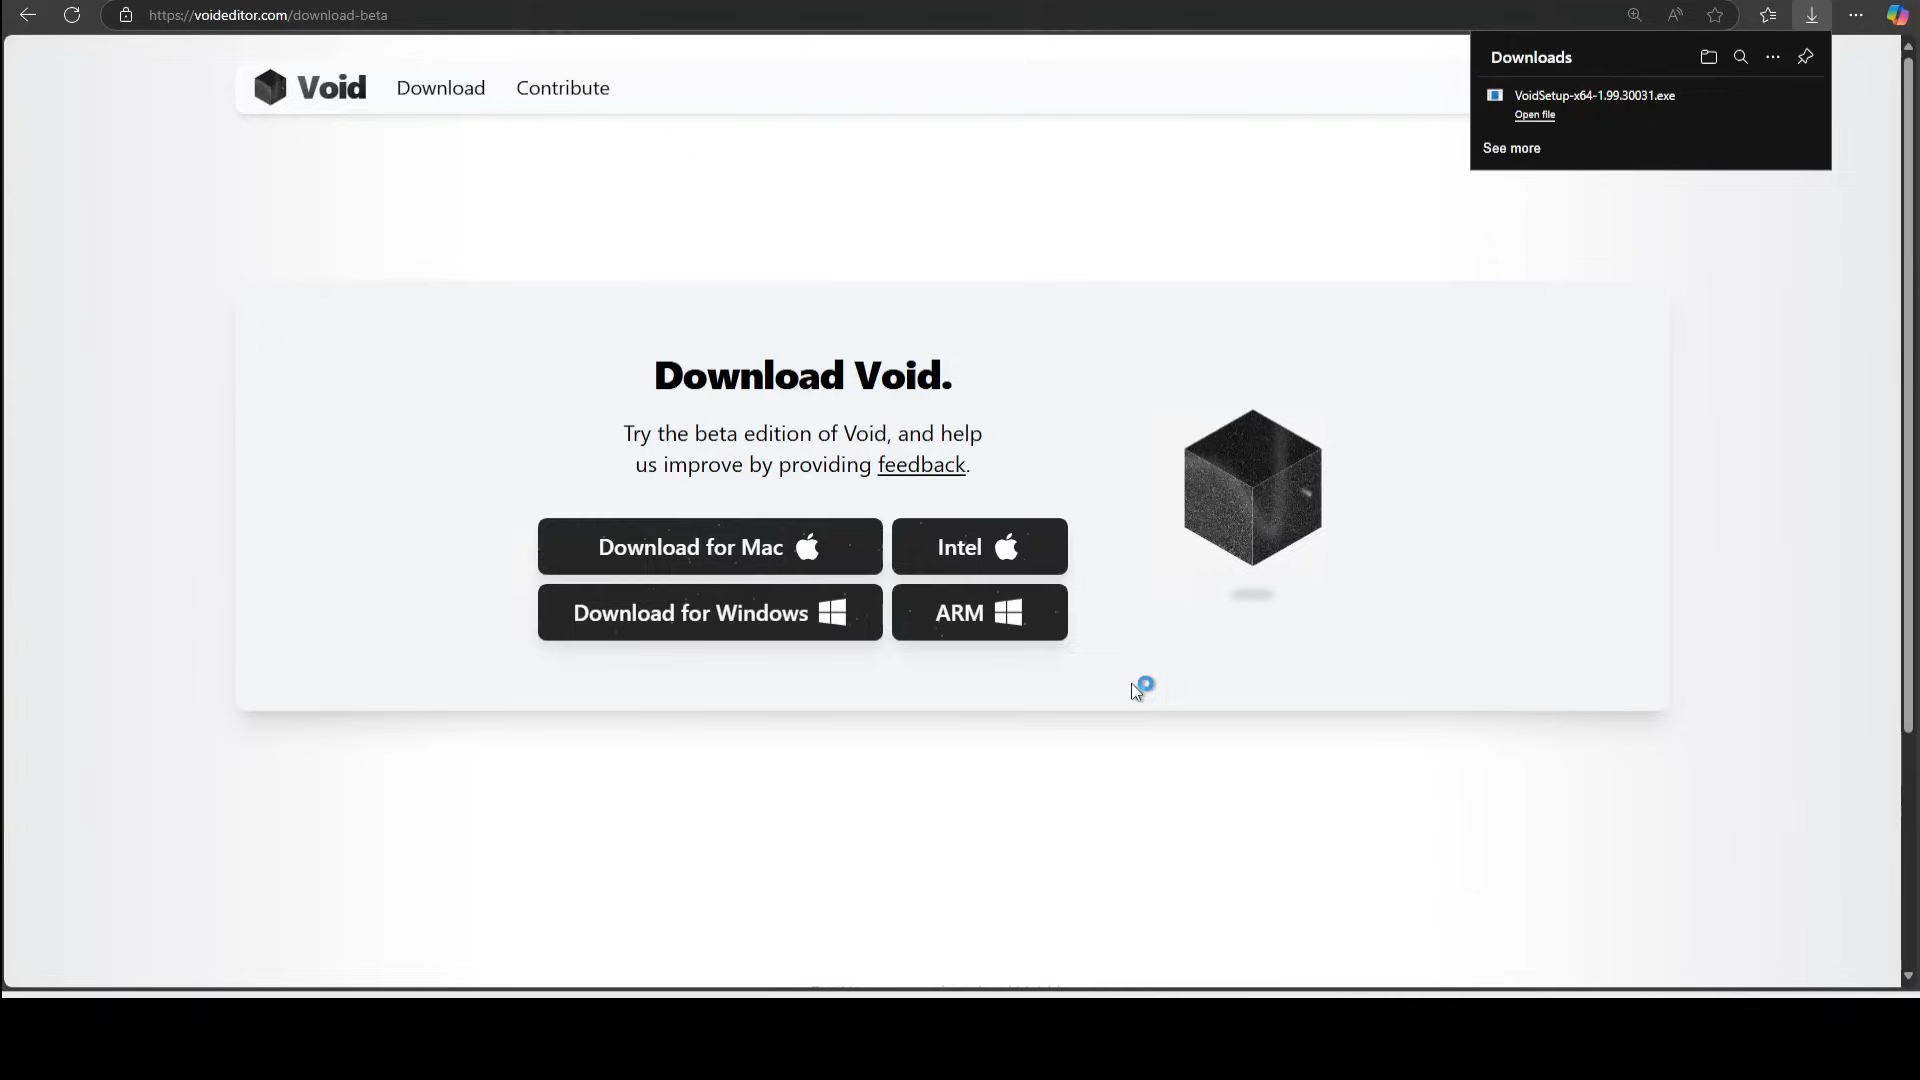 https://voideditor.com/download-beta
Downloads
VoidSetup-x64-1.99.30031.exe
Open file
See more
Void
Download
Contribute
Download Void.
Try the beta edition of Void, and help
us improve by providing feedback.
Download for Mac
Intel
Download for Windows
ARM